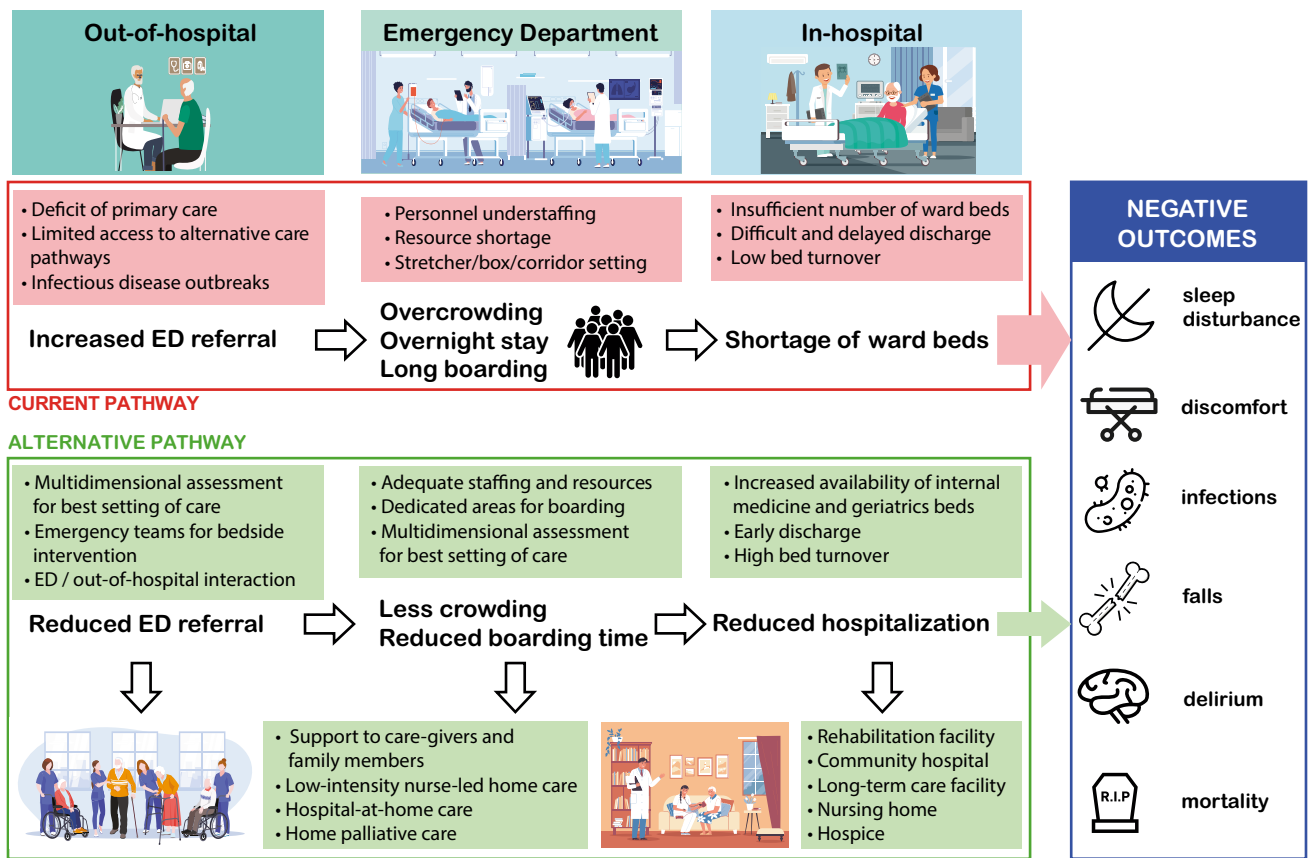 Out-of-hospital
Emergency Department
In-hospital
• Deficit of primary care
• Limited access to alternative care
pathways
• Infectious disease outbreaks
• Personnel understaffing
• Resource shortage
• Stretcher/box/corridor setting
• Insufficient number of ward beds
• Difficult and delayed discharge
• Low bed turnover
Increased ED referral
Overcrowding
Overnight stay
Long boarding
Shortage of ward beds
CURRENT PATHWAY
ALTERNATIVE PATHWAY
• Multidimensional assessment
for best setting of care
• Emergency teams for bedside
intervention
• ED / out-of-hospital interaction
• Adequate staffing and resources
• Dedicated areas for boarding
• Multidimensional assessment
for best setting of care
• Increased availability of internal
medicine and geriatrics beds
• Early discharge
• High bed turnover
Reduced ED referral
Less crowding
Reduced boarding time
Reduced hospitalization
• Support to care-givers and
family members
• Low-intensity nurse-led home care
• Hospital-at-home care
• Home palliative care
• Rehabilitation facility
• Community hospital
• Long-term care facility
• Nursing home
• Hospice
NEGATIVE
OUTCOMES
sleep
disturbance
discomfort
infections
falls
delirium
R.I.P
mortality